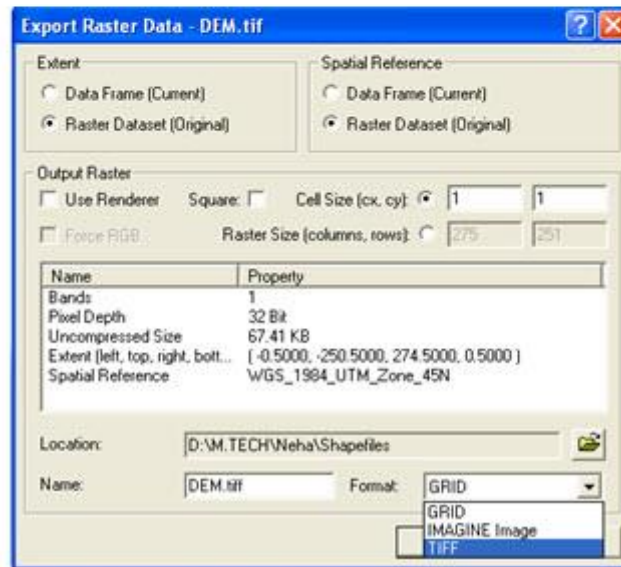 Export Raster Data - DEM.tif
Extent
Spatial Reference
Data Frame (Current)
Data Frame (Current)
Raster Dataset (Original)
Raster Dataset (Original)
Output Raster
Use Renderer Square: Cell Size (cx, cy): 1 1
Force RGB Raster Size (columns, rows): 275 251
Name Property
Bands 1
Pixel Depth 32 Bit
Uncompressed Size 67.41 KB
Extent (left, top, right, bott... ( -0.5000, -250.5000, 274.5000, 0.5000 )
Spatial Reference WGS_1984_UTM_Zone_45N
Location: D:\M.TECH\Neha\Shapefiles
Name: DEM.tiff Format: GRID
GRID
IMAGINE Image
TIFF